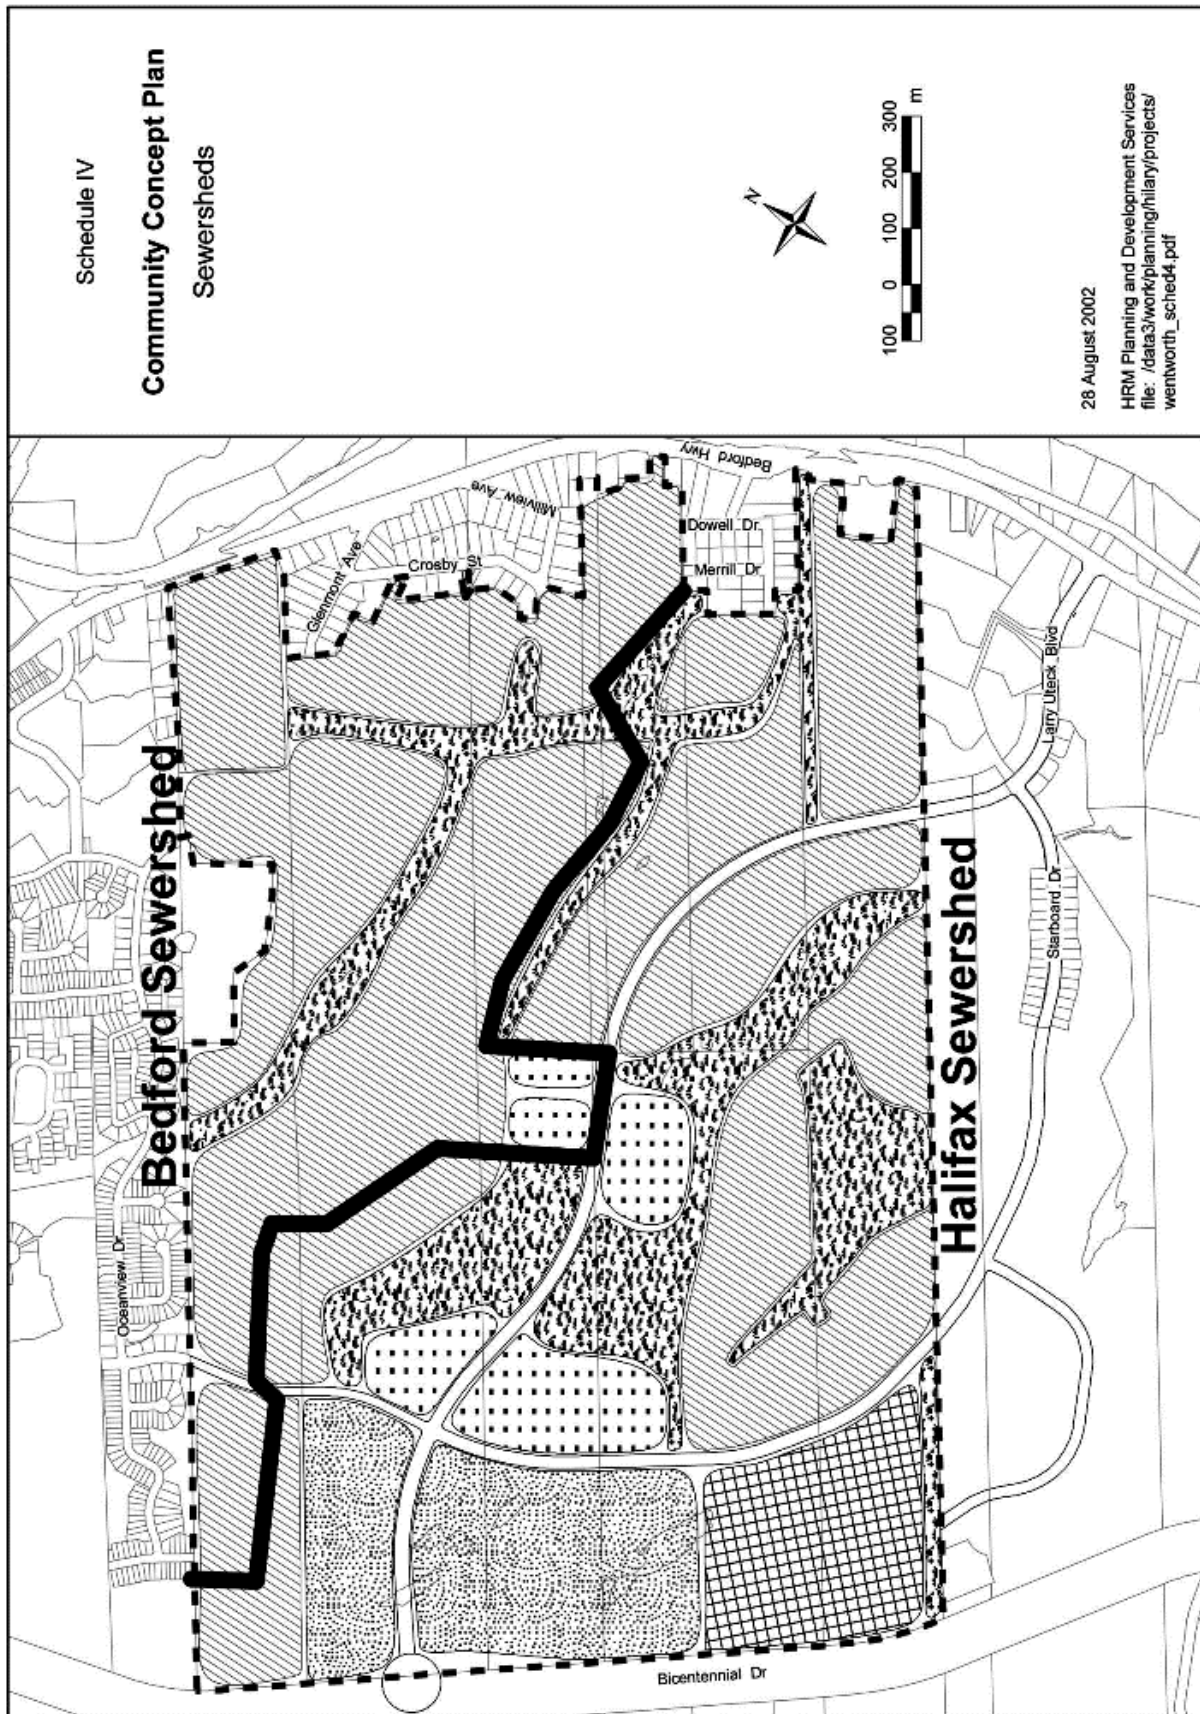 Schedule IV
Community Concept Plan
Sewersheds
N
100 0 100 200 300 m
28 August 2002
HRM Planning and Development Services
file: /data3/work/planning/hilary/projects/
wentworth_sched4.pdf
Bedford Hwy
Millview Ave
Glenmont Ave
Crosby St
Dowell Dr.
Merrill Dr
Larry Uteck Blvd
Starboard Dr
Oceanview Dr
Bedford Sewershed
Halifax Sewershed
Bicentennial Dr